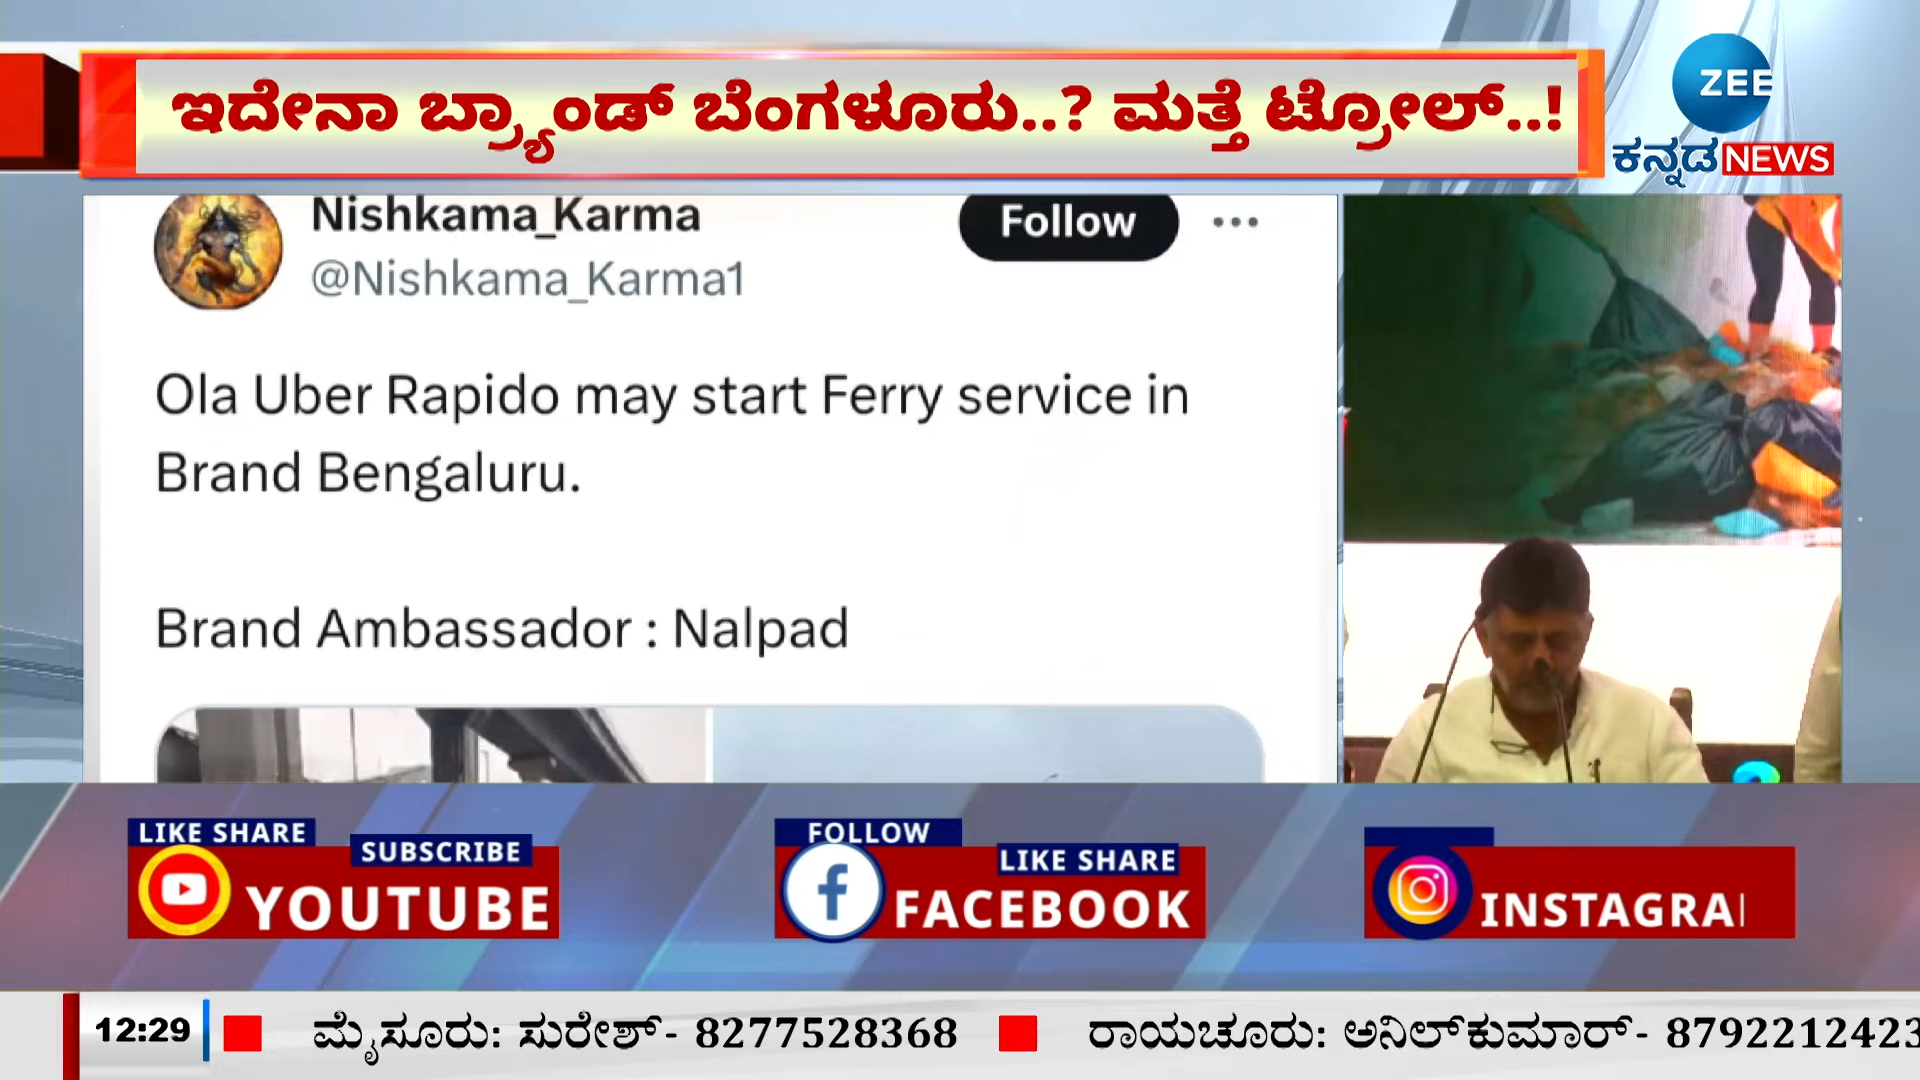 ಇದೇನಾ ಬ್ರ್ಯಾಂಡ್ ಬೆಂಗಳೂರು..? ಮತ್ತೆ ಟ್ರೋಲ್..!
ZEE
ಕನ್ನಡ NEWS
Nishkama_Karma
Follow
@Nishkama_Karma1
Ola Uber Rapido may start Ferry service in
Brand Bengaluru.
Brand Ambassador : Nalpad
LIKE SHARE
SUBSCRIBE
YOUTUBE
FOLLOW
LIKE SHARE
FACEBOOK
INSTAGRA
12:29
ಮೈಸೂರು: ಸುರೇಶ್- 8277528368
ರಾಯಚೂರು: ಅನಿಲ್‌ಕುಮಾರ್- 8792212423